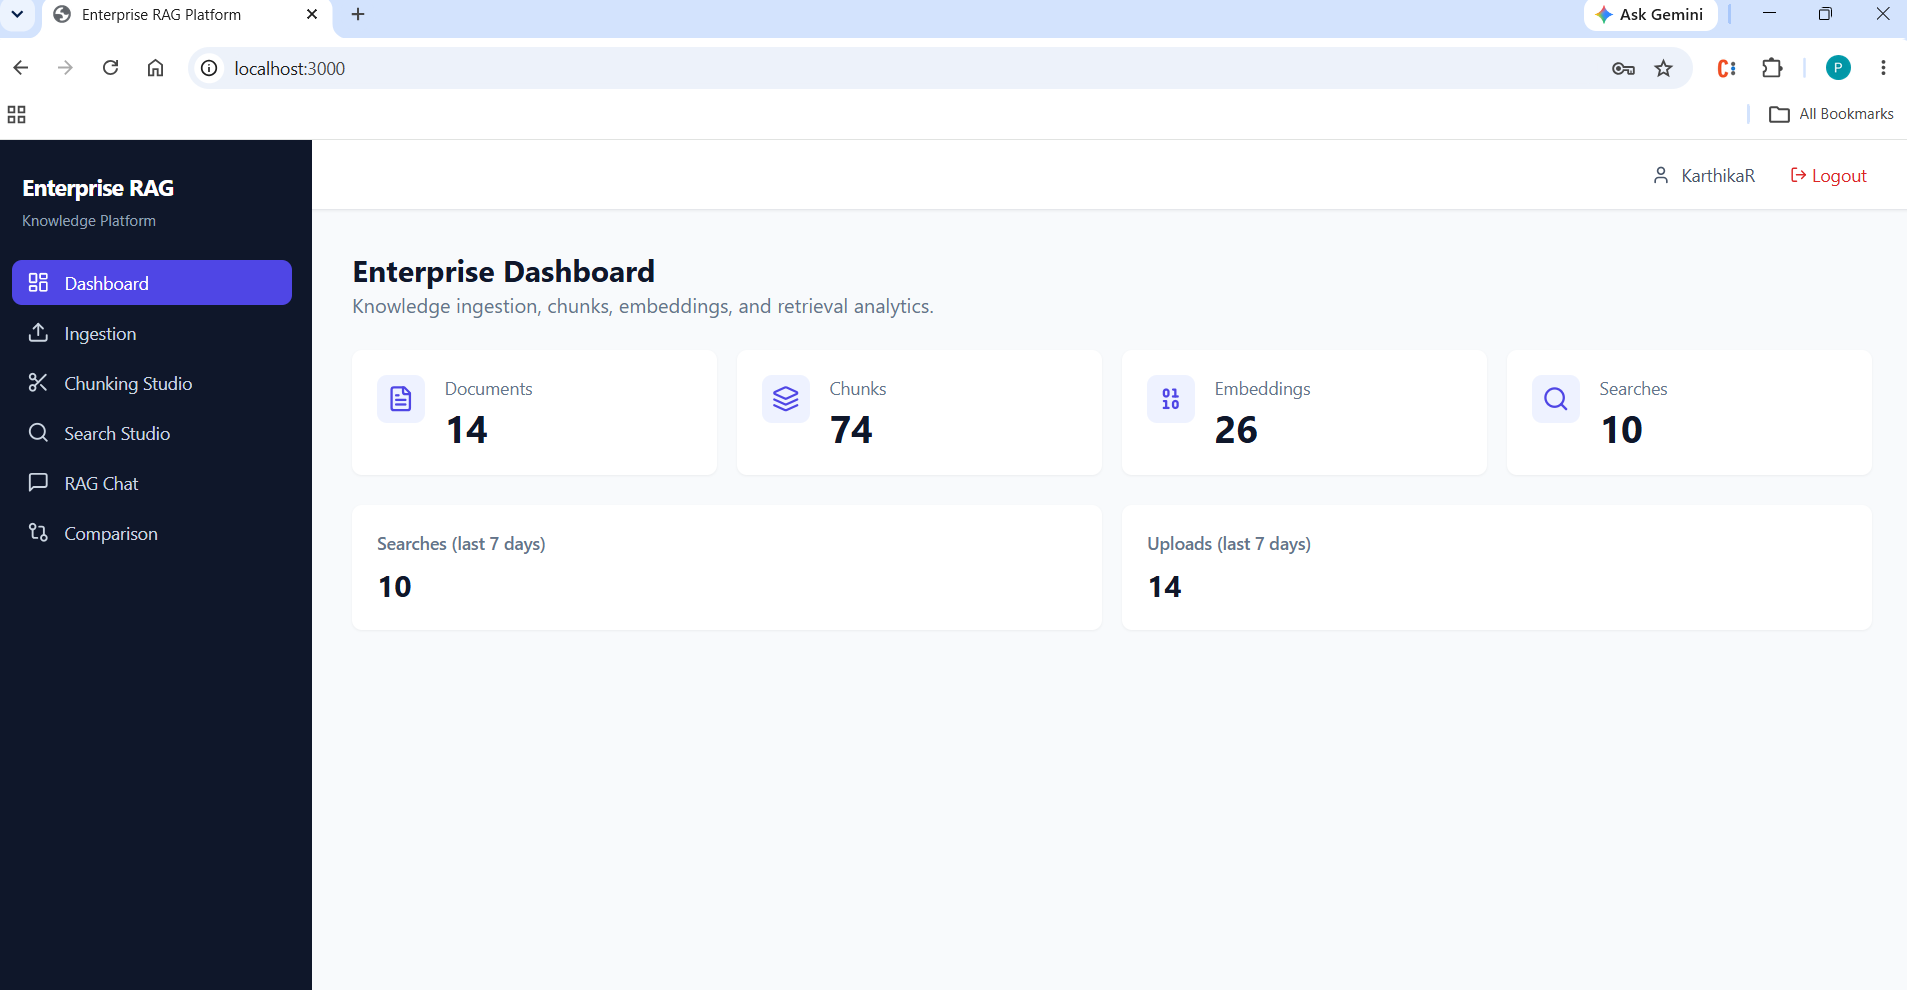 Enterprise RAG Platform
Ask Gemini
localhost:3000
P
All Bookmarks
Enterprise RAG
Knowledge Platform
Dashboard
Ingestion
Chunking Studio
Search Studio
RAG Chat
Comparison
KarthikaR
Logout
Enterprise Dashboard
Knowledge ingestion, chunks, embeddings, and retrieval analytics.
Documents
14
Chunks
74
01
10
Embeddings
26
Searches
10
Searches (last 7 days)
10
Uploads (last 7 days)
14